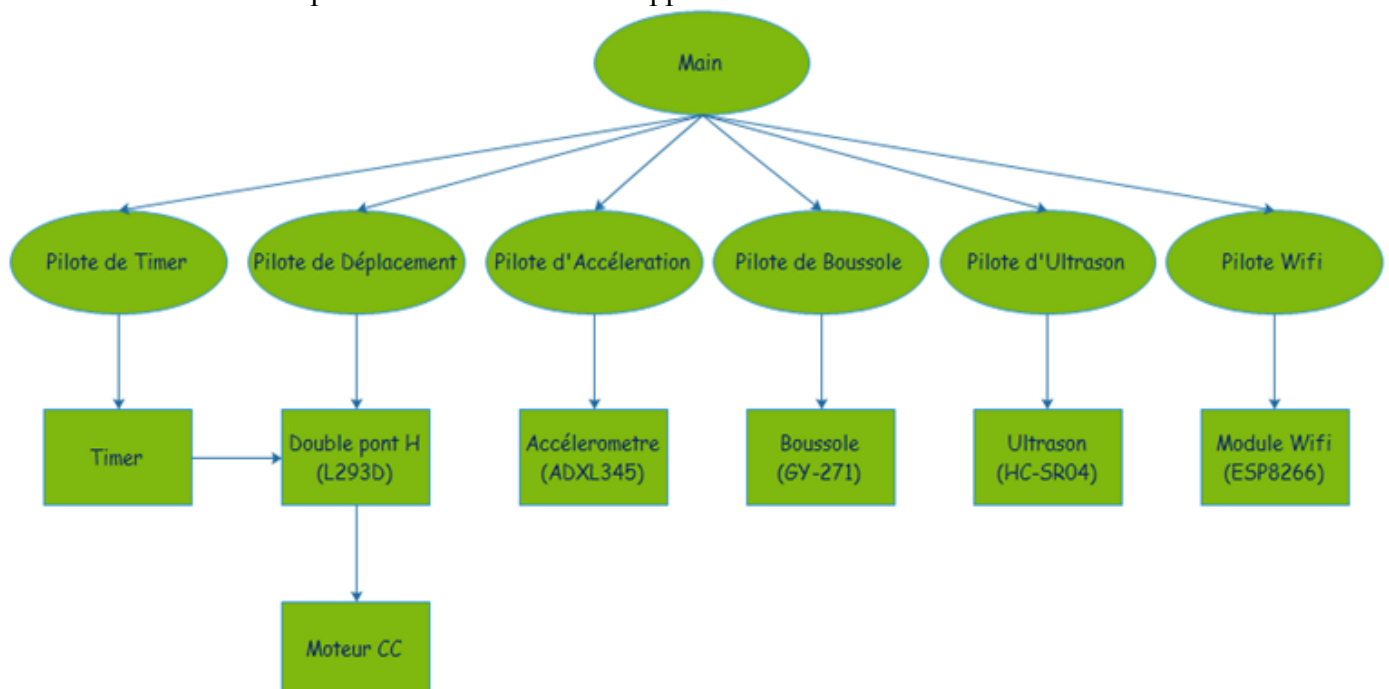 Main
Pilote de Timer
Pilote de Déplacement
Pilote d'Accéleration
Pilote de Boussole
Pilote d'Ultrason
Pilote Wifi
Timer
Double pont H
(L293D)
Accélerometre
(ADXL345)
Boussole
(GY-271)
Ultrason
(HC-SR04)
Module Wifi
(ESP8266)
Moteur CC